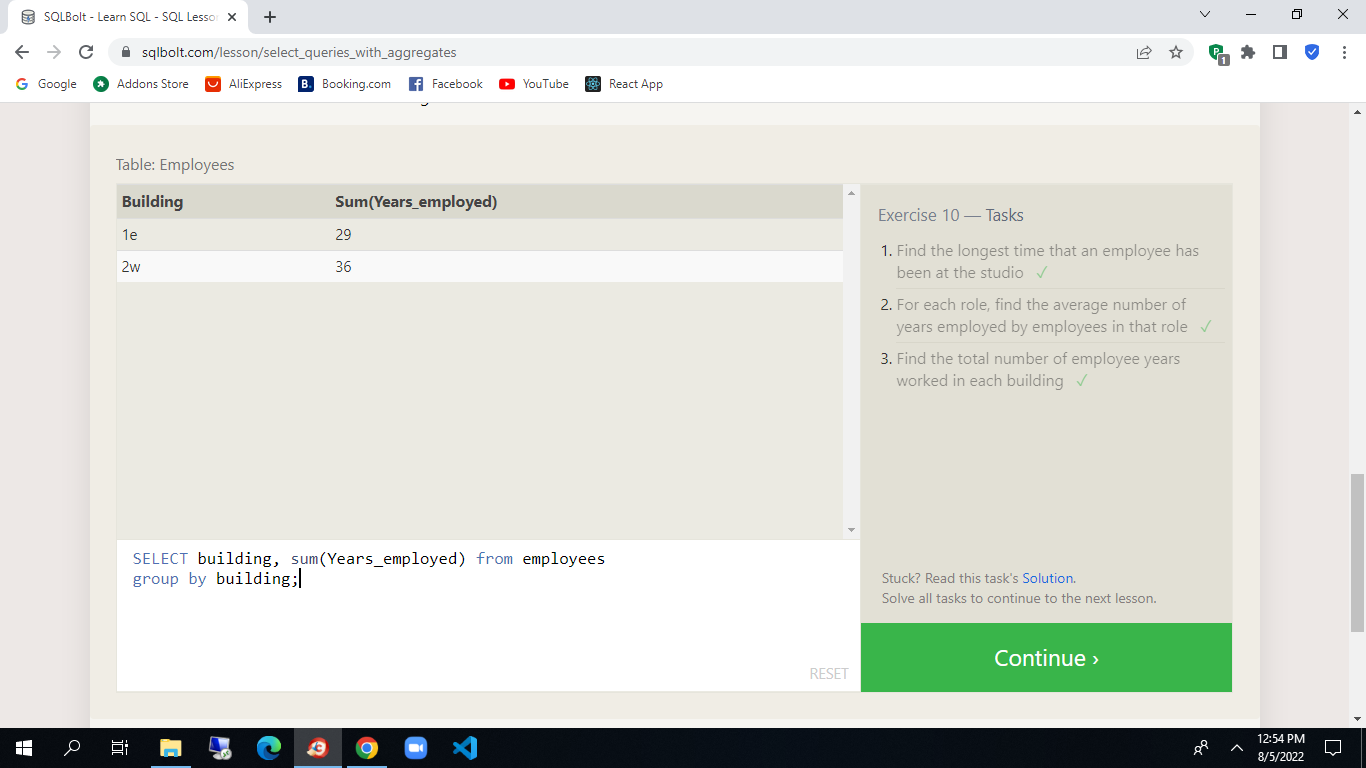 SQLBolt - Learn SQL - SQL Lesso
sqlbolt.com/lesson/select_queries_with_aggregates
1
Google
Addons Store
AliExpress
B.
Booking.com
Facebook
YouTube
React App
Table: Employees
Building Sum(Years_employed)
1e 29
2w 36
Exercise 10 — Tasks
1. Find the longest time that an employee has
been at the studio ✓
2. For each role, find the average number of
years employed by employees in that role ✓
3. Find the total number of employee years
worked in each building ✓
SELECT building, sum(Years_employed) from employees
group by building;
RESET
Stuck? Read this task's Solution.
Solve all tasks to continue to the next lesson.
Continue ›
12:54 PM
8/5/2022